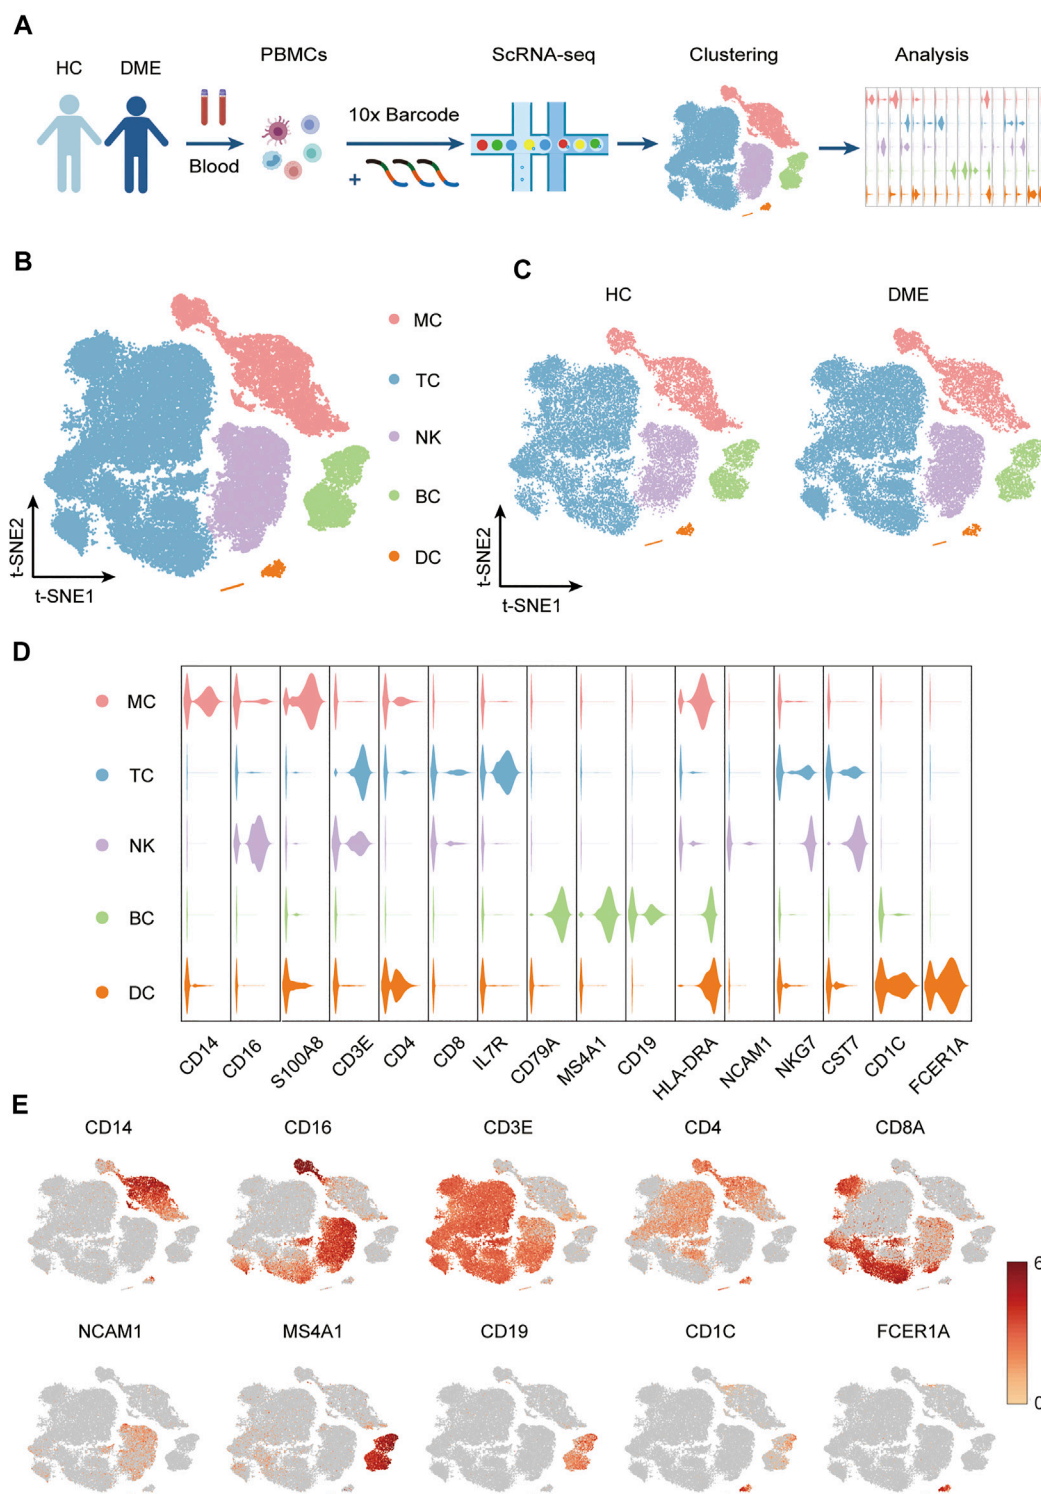 A
HC DME PBMCs ScRNA-seq Clustering Analysis
10x Barcode
Blood
+
B
MC
TC
NK
BC
DC
t-SNE2
t-SNE1
C
HC DME
t-SNE2
t-SNE1
D
MC
TC
NK
BC
DC
CD14 CD16 S100A8 CD3E CD4 CD8 IL7R CD79A MS4A1 CD19 HLA-DRA NCAM1 NKG7 CST7 CD1C FCER1A
E
CD14 CD16 CD3E CD4 CD8A
NCAM1 MS4A1 CD19 CD1C FCER1A
6
0